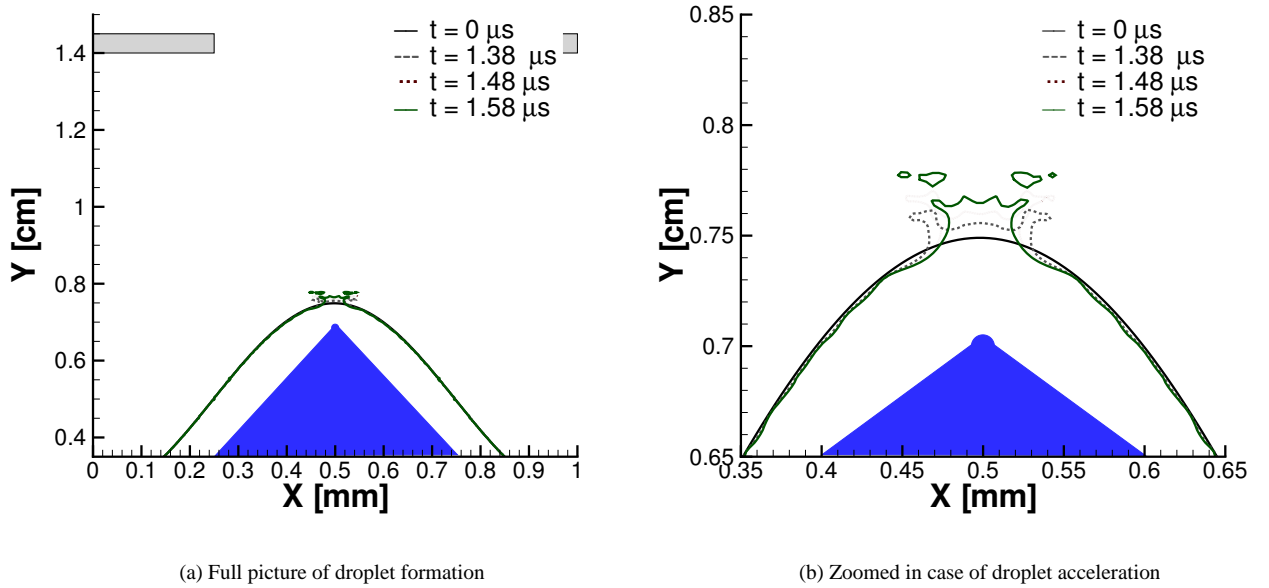 t = 0 μs
t = 1.38 μs
t = 1.48 μs
t = 1.58 μs
1.4
1.2
1
0.8
0.6
0.4
Y [cm]
0 0.1 0.2 0.3 0.4 0.5 0.6 0.7 0.8 0.9 1
X [mm]
(a) Full picture of droplet formation
t = 0 μs
t = 1.38 μs
t = 1.48 μs
t = 1.58 μs
0.85
0.8
0.75
0.7
0.65
Y [cm]
0.35 0.4 0.45 0.5 0.55 0.6 0.65
X [mm]
(b) Zoomed in case of droplet acceleration